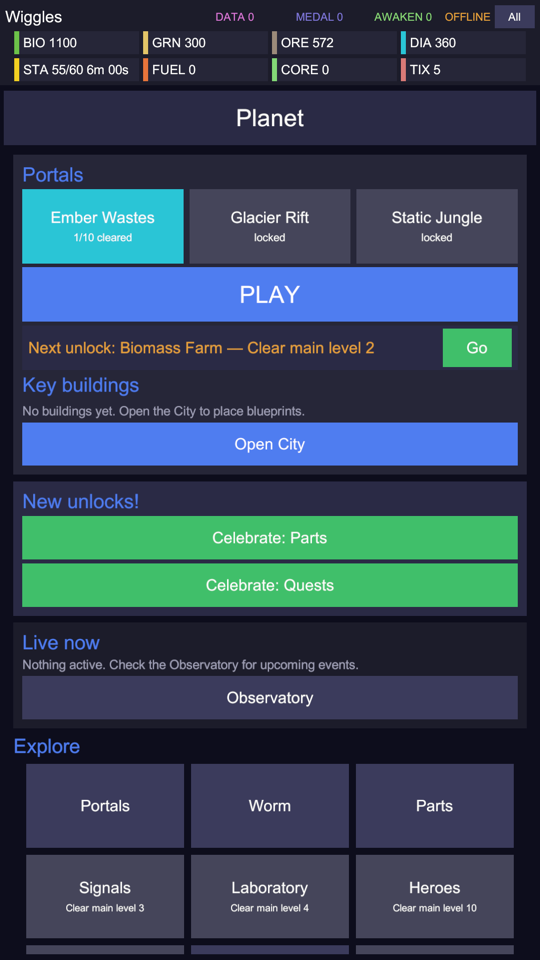 Wiggles DATA 0 MEDAL 0 AWAKEN 0 OFFLINE All
BIO 1100 GRN 300 ORE 572 DIA 360
STA 55/60 6m 00s FUEL 0 CORE 0 TIX 5
Planet
Portals
Ember Wastes Glacier Rift Static Jungle
1/10 cleared locked locked
PLAY
Next unlock: Biomass Farm — Clear main level 2 Go
Key buildings
No buildings yet. Open the City to place blueprints.
Open City
New unlocks!
Celebrate: Parts
Celebrate: Quests
Live now
Nothing active. Check the Observatory for upcoming events.
Observatory
Explore
Portals Worm Parts
Signals Laboratory Heroes
Clear main level 3 Clear main level 4 Clear main level 10